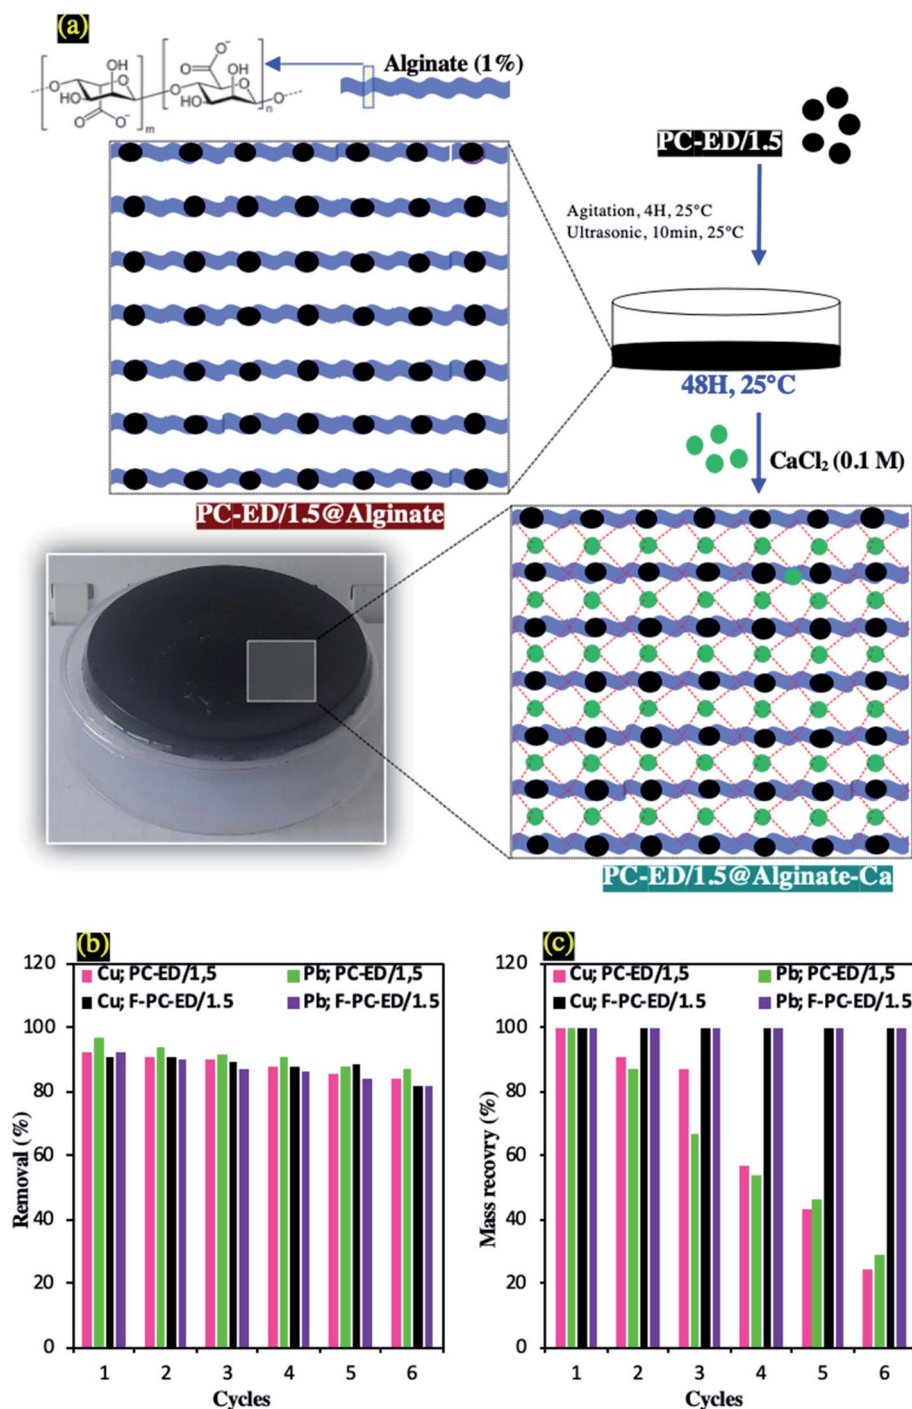 (a)
OH
O
O⁻
O
HO
O
O⁻
m
O
O⁻
OH
O
HO
O
n
Alginate (1%)
PC-ED/1.5
Agitation, 4H, 25°C
Ultrasonic, 10min, 25°C
48H, 25°C
CaCl₂ (0.1 M)
PC-ED/1.5@Alginate
PC-ED/1.5@Alginate-Ca
(b)
Cu; PC-ED/1,5 Pb; PC-ED/1,5
Cu; F-PC-ED/1.5 Pb; F-PC-ED/1.5
Removal (%)
120
100
80
60
40
20
0
1 2 3 4 5 6
Cycles
(c)
Cu; PC-ED/1,5 Pb; PC-ED/1,5
Cu; F-PC-ED/1.5 Pb; F-PC-ED/1.5
Mass recovry (%)
120
100
80
60
40
20
0
1 2 3 4 5 6
Cycles